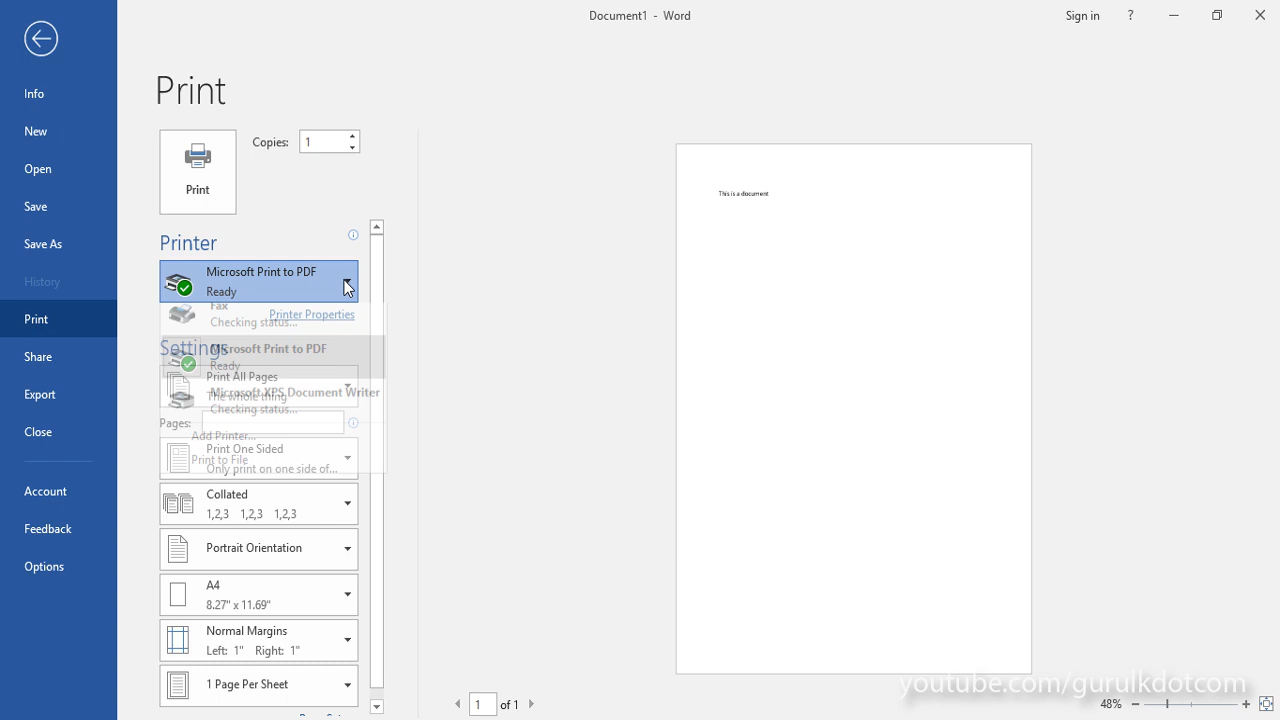 Document1 - Word
Sign in
?
Info
New
Open
Save
Save As
History
Print
Share
Export
Close
Account
Feedback
Options
Print
Print
Copies:
1
Printer
Microsoft Print to PDF
Ready
Printer Properties
Fax
Checking status...
Settings
Microsoft Print to PDF
Ready
Print All Pages
The whole thing
Microsoft XPS Document Writer
Checking status...
Pages:
Add Printer...
Print One Sided
Print to File
Only print on one side of...
Collated
1,2,3 1,2,3 1,2,3
Portrait Orientation
A4
8.27" x 11.69"
Normal Margins
Left: 1" Right: 1"
1 Page Per Sheet
This is a document
1 of 1
48%
youtube.com/gurulkdotcom